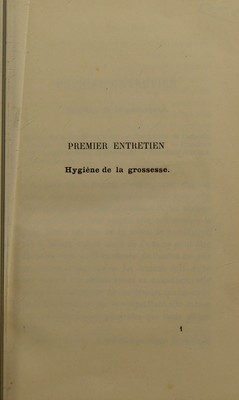 PREMIER ENTRETIEN
Hygiène de la grossesse.
1